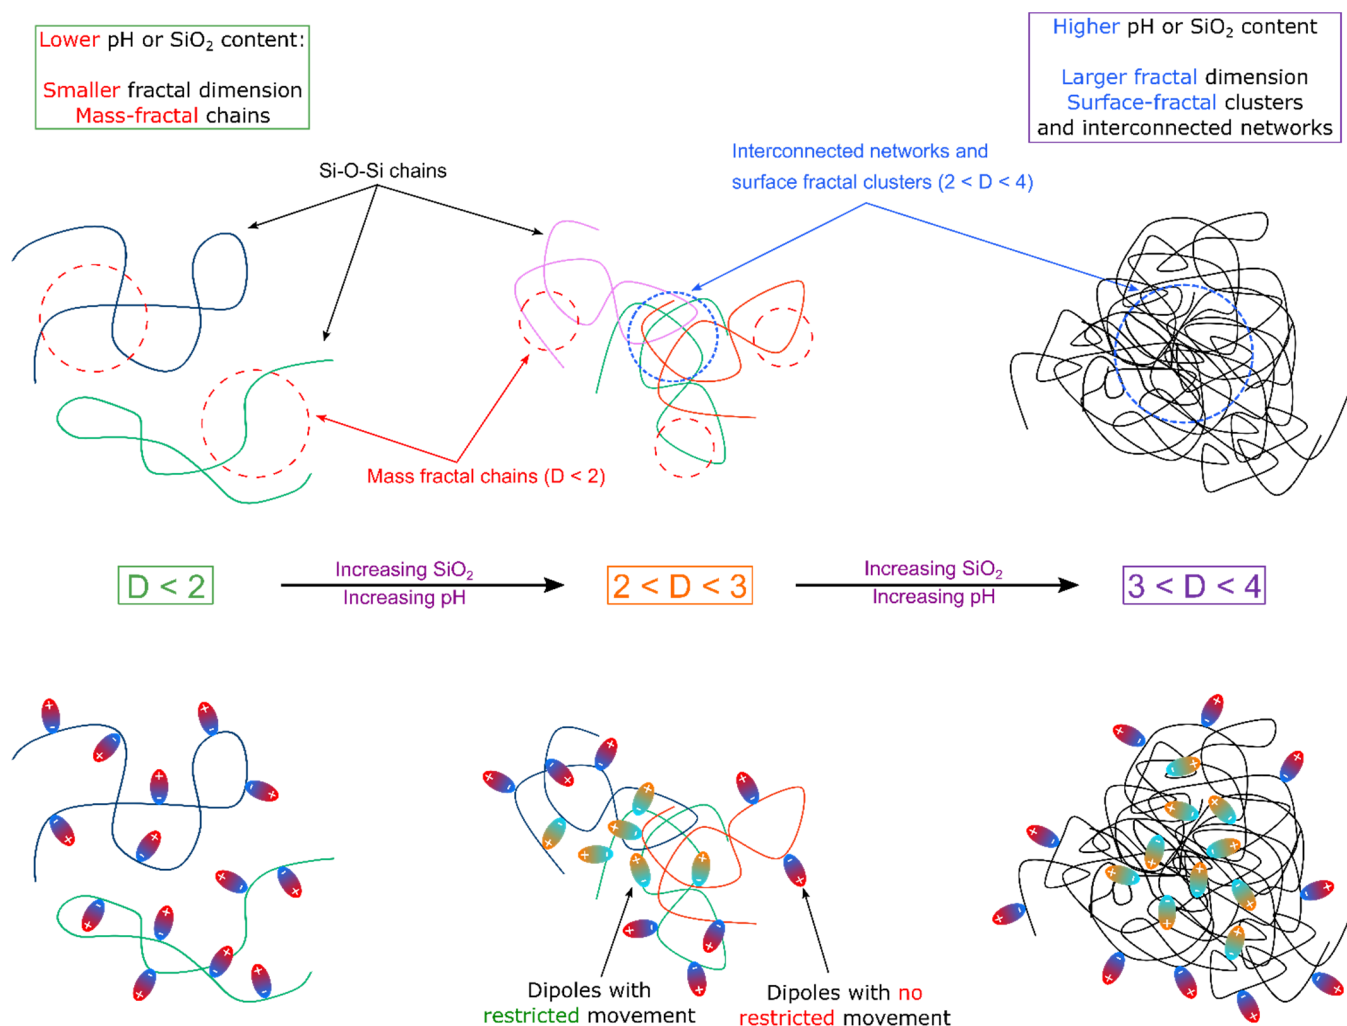 Lower pH or SiO₂ content:
Smaller fractal dimension
Mass-fractal chains
Higher pH or SiO₂ content
Larger fractal dimension
Surface-fractal clusters
and interconnected networks
Si-O-Si chains
Interconnected networks and
surface fractal clusters (2 < D < 4)
Mass fractal chains (D < 2)
D < 2
Increasing SiO₂
Increasing pH
2 < D < 3
Increasing SiO₂
Increasing pH
3 < D < 4
Dipoles with
restricted movement
Dipoles with no
restricted movement